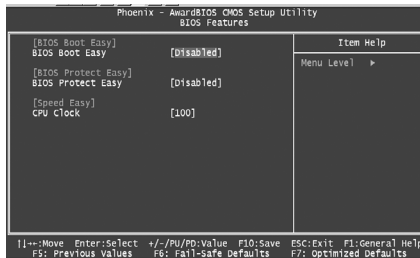 Phoenix - AwardBIOS CMOS Setup Utility
BIOS Features
[BIOS Boot Easy]
BIOS Boot Easy [Disabled]
[BIOS Protect Easy]
BIOS Protect Easy [Disabled]
[Speed Easy]
CPU Clock [100]
Item Help
Menu Level ▶
↑↓→←:Move Enter:Select +/-/PU/PD:Value F10:Save ESC:Exit F1:General Help
F5: Previous Values F6: Fail-Safe Defaults F7: Optimized Defaults